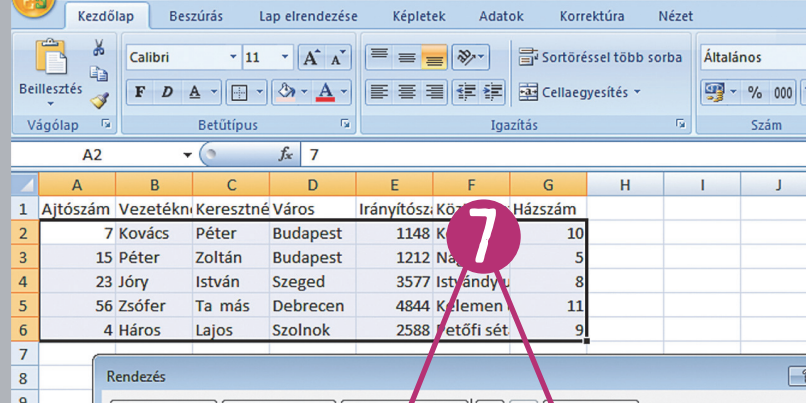 Kezdőlap Beszúrás Lap elrendezése Képletek Adatok Korrektúra Nézet
Calibri 11 A A Sortöréssel több sorba Általános
Beillesztés F D A A Cellaegyesítés % 000
Vágólap Betűtípus Igazítás Szám
A2 fx 7
A B C D E F G H I J
1 Ajtószám Vezetékn Keresztné Város Irányítósz Kö Házszám
2 7 Kovács Péter Budapest 1148 K 10
7
3 15 Péter Zoltán Budapest 1212 Na 5
4 23 Jóry István Szeged 3577 Istvándy u 8
5 56 Zsófer Ta más Debrecen 4844 Kelemen 11
6 4 Háros Lajos Szolnok 2588 Petőfi sét 9
7
8 Rendezés
9